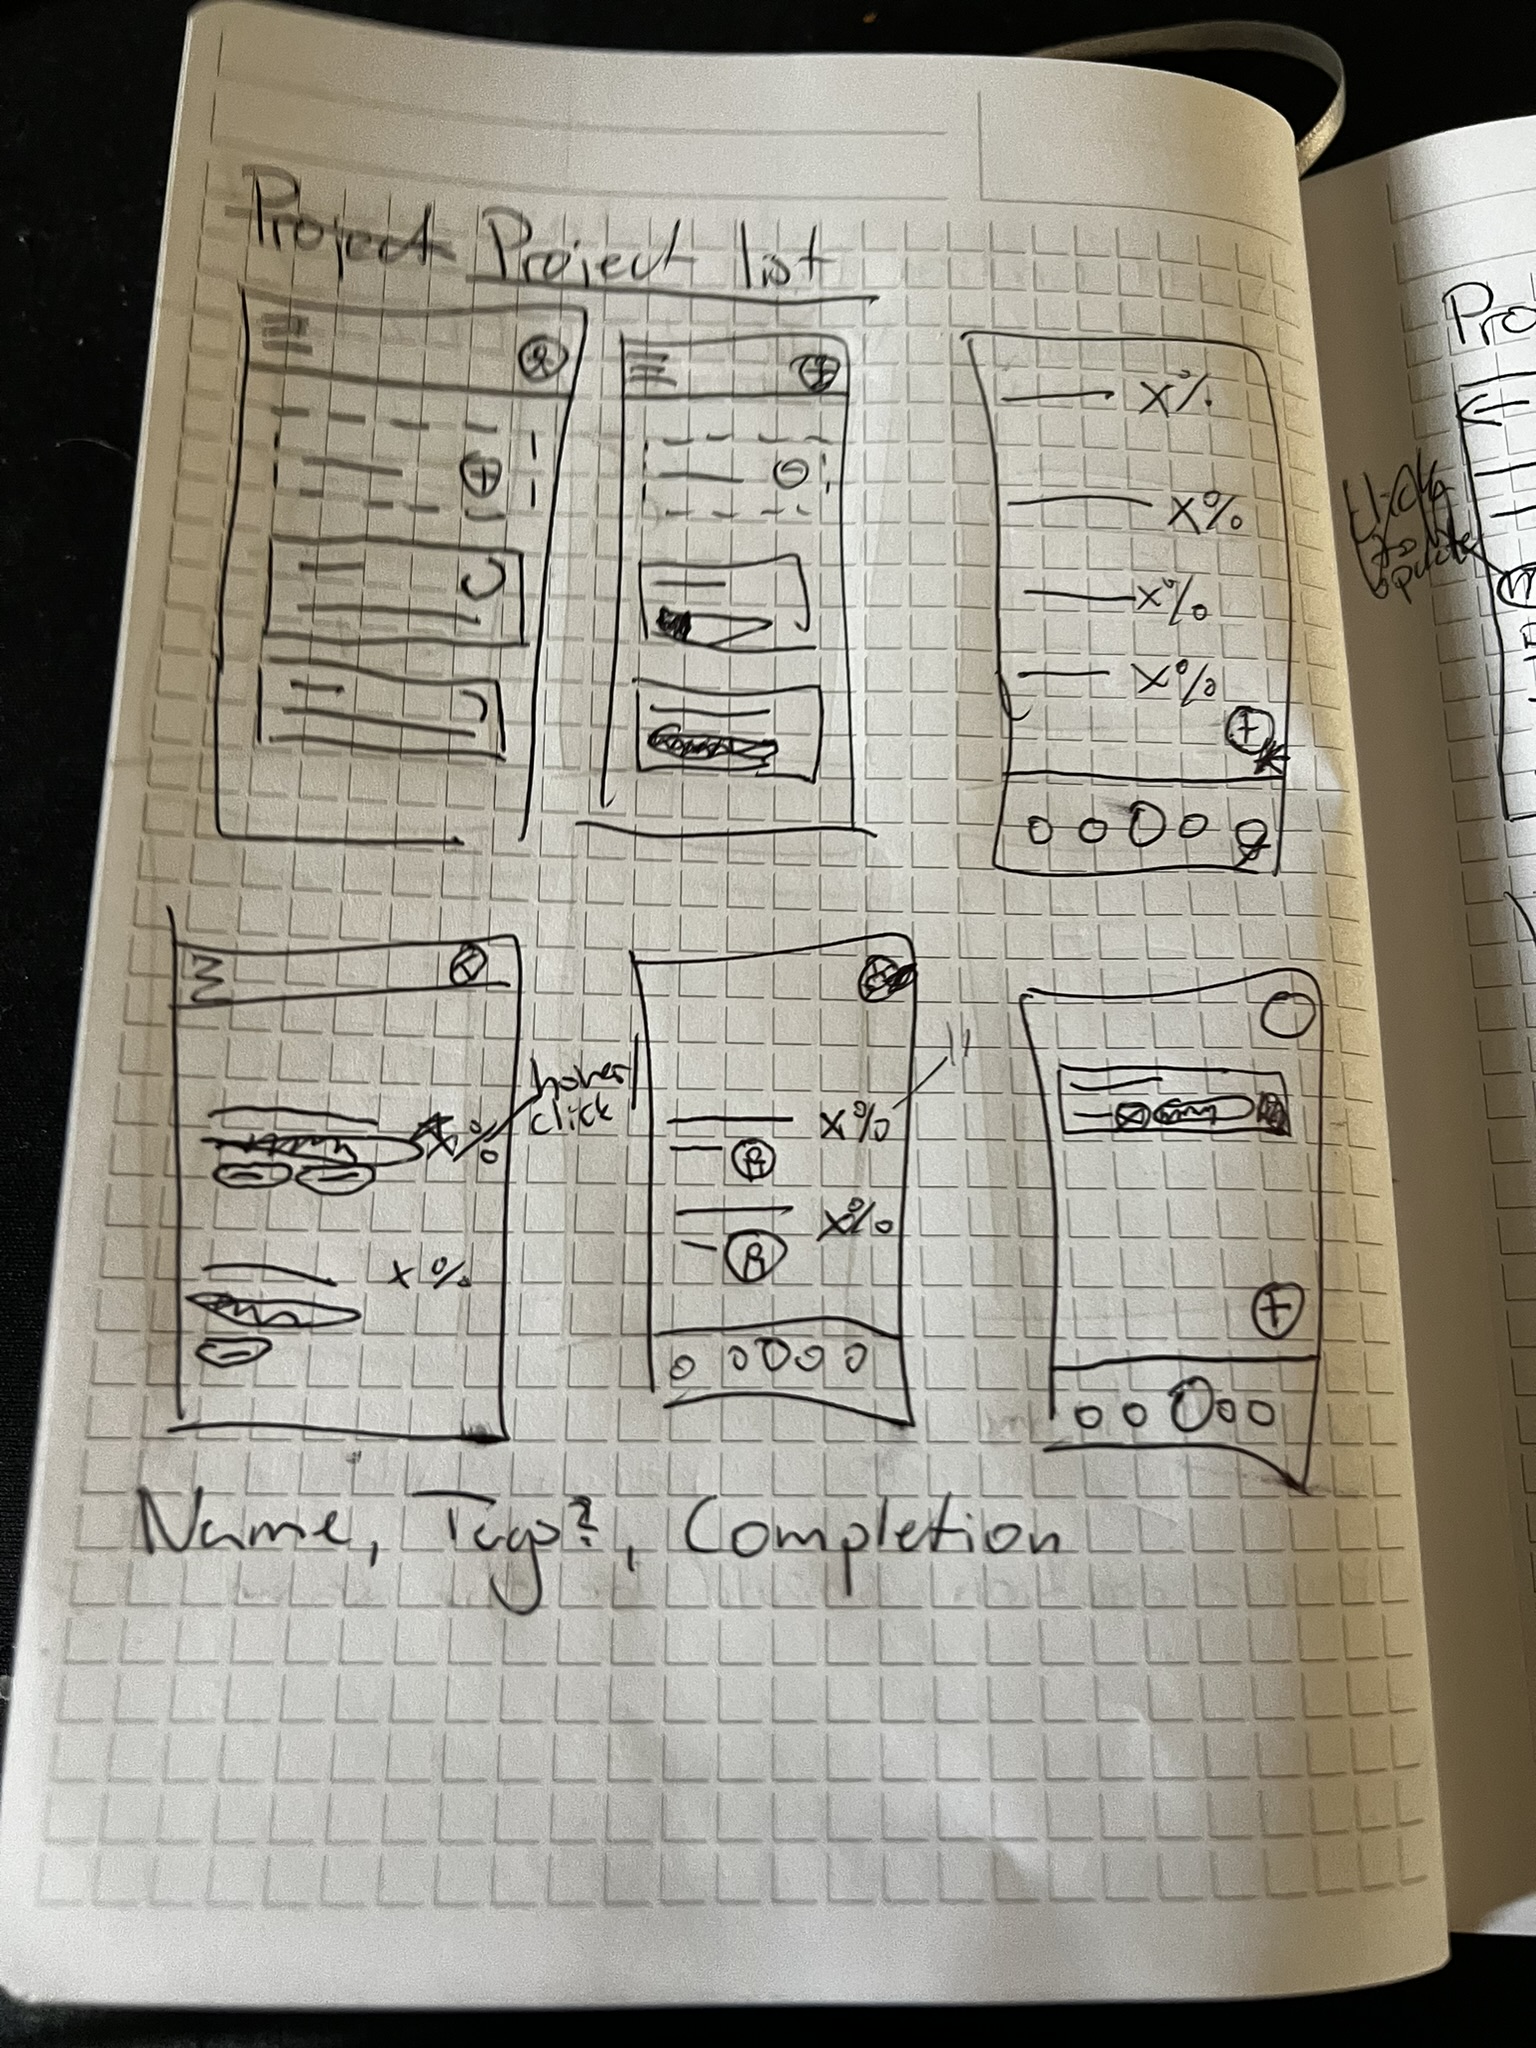 Project Project list
X%
X%
X%
X%
Pro
Click
to
update
hover/
click
X%
X%
R
X%
R
X%
Name, Tags?, Completion